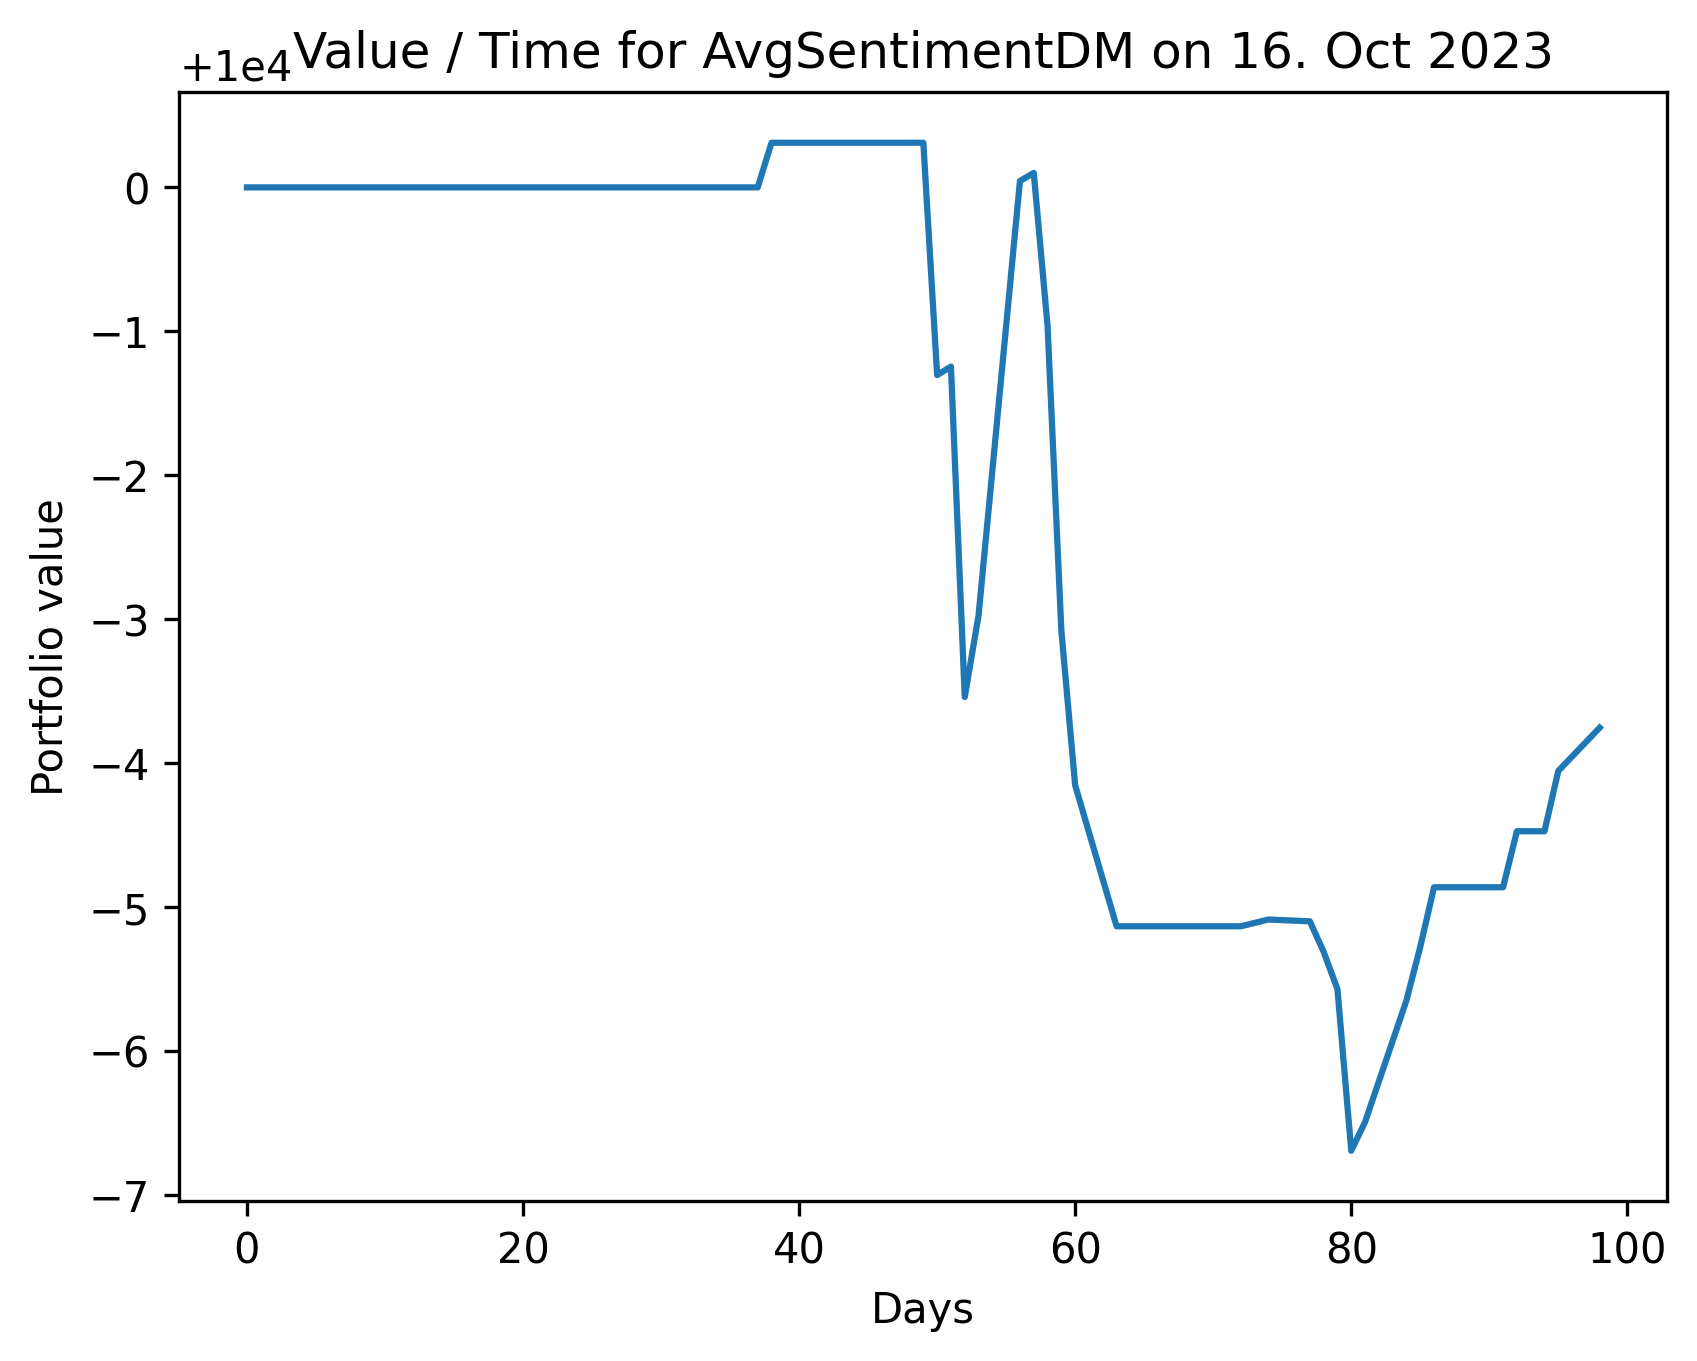 Value / Time for AvgSentimentDM on 16. Oct 2023
+1e4
0
−1
−2
−3
−4
−5
−6
−7
Portfolio value
0 20 40 60 80 100
Days